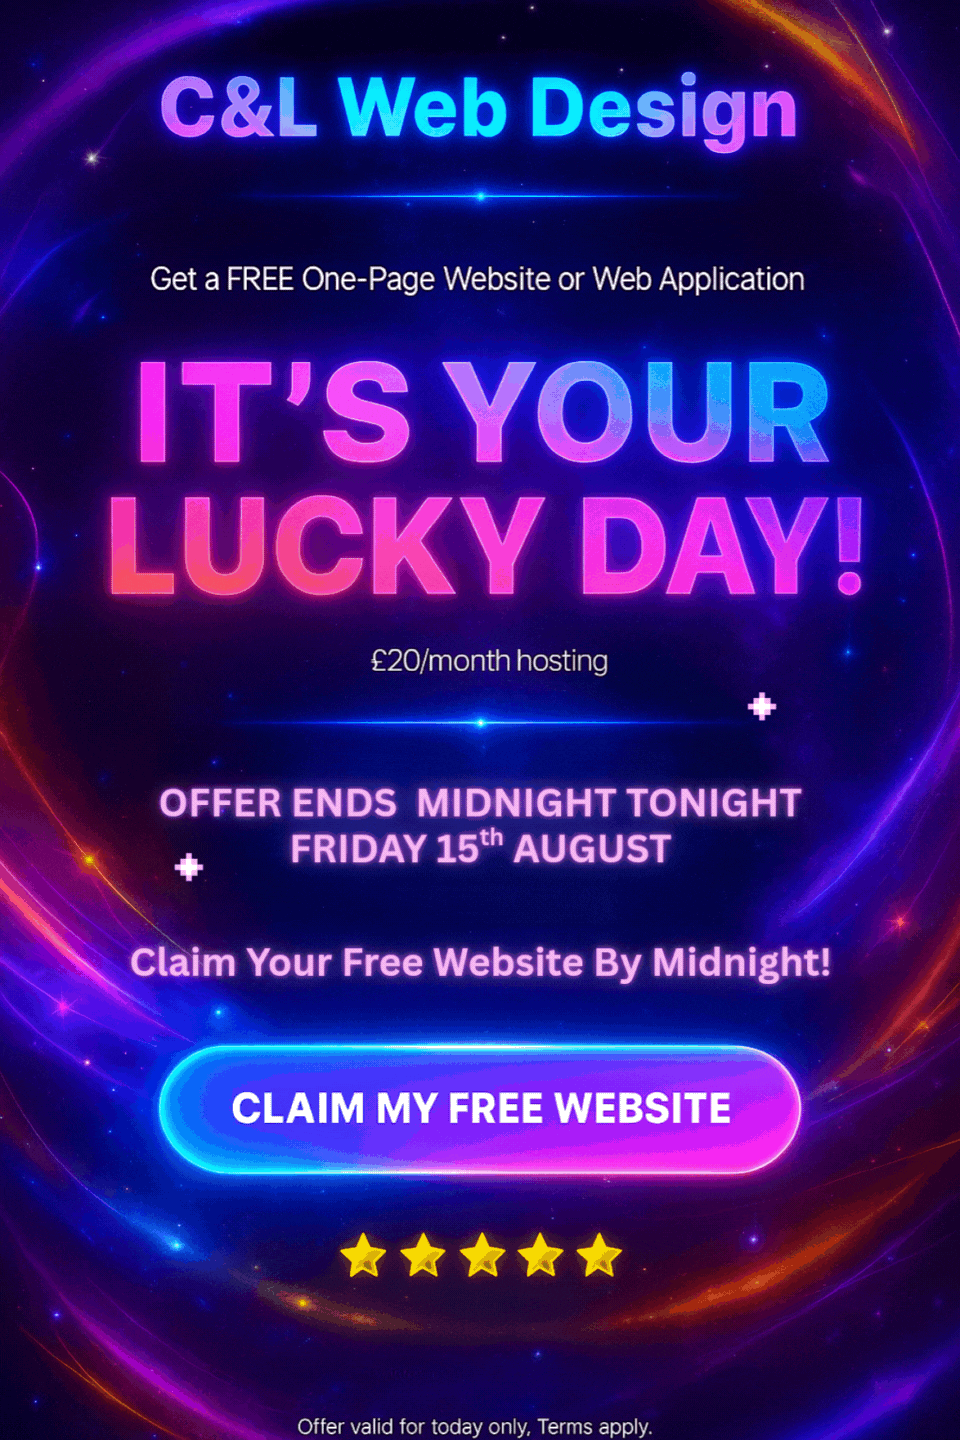 C&L Web Design
Get a FREE One-Page Website or Web Application
IT’S YOUR
LUCKY DAY!
£20/month hosting
OFFER ENDS  MIDNIGHT TONIGHT
FRIDAY 15th AUGUST
Claim Your Free Website By Midnight!
CLAIM MY FREE WEBSITE
Offer valid for today only, Terms apply.